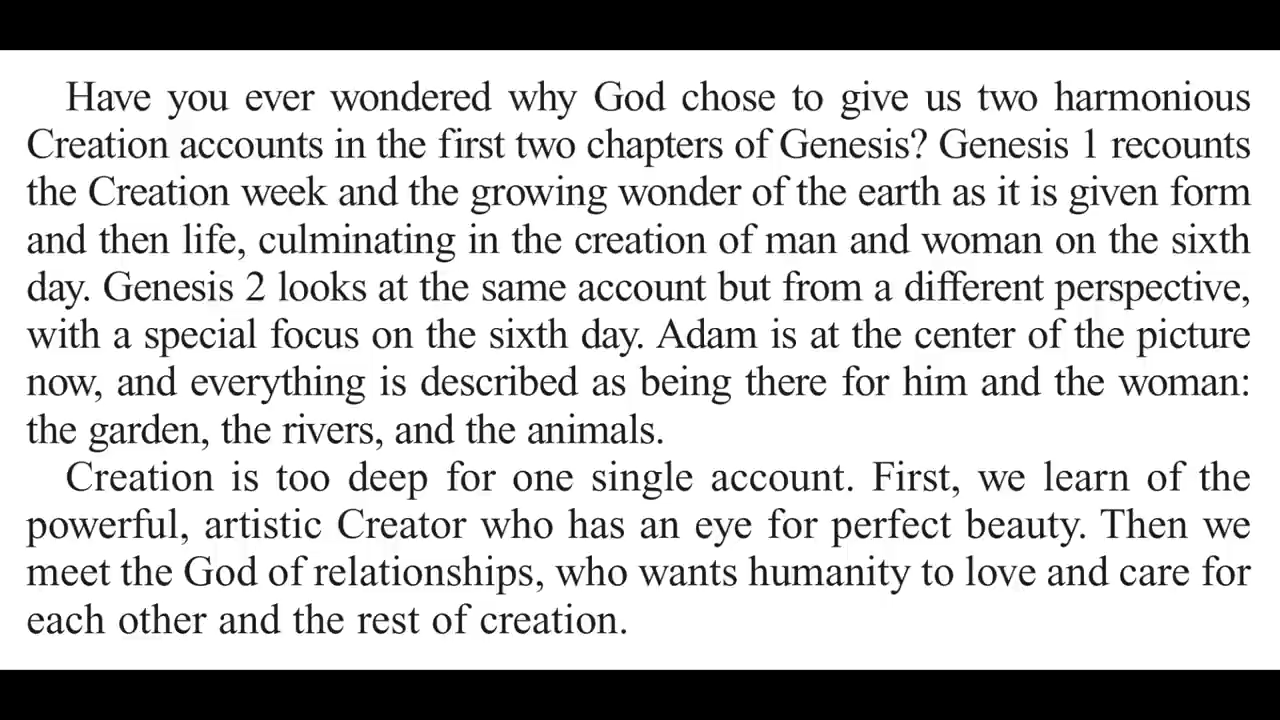 Have you ever wondered why God chose to give us two harmonious
Creation accounts in the first two chapters of Genesis? Genesis 1 recounts
the Creation week and the growing wonder of the earth as it is given form
and then life, culminating in the creation of man and woman on the sixth
day. Genesis 2 looks at the same account but from a different perspective,
with a special focus on the sixth day. Adam is at the center of the picture
now, and everything is described as being there for him and the woman:
the garden, the rivers, and the animals.
Creation is too deep for one single account. First, we learn of the
powerful, artistic Creator who has an eye for perfect beauty. Then we
meet the God of relationships, who wants humanity to love and care for
each other and the rest of creation.